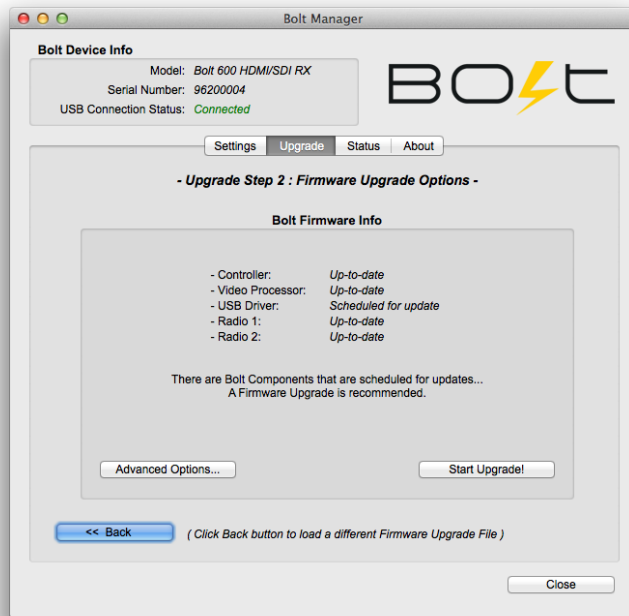 Bolt Manager
Bolt Device Info
Model: Bolt 600 HDMI/SDI RX
Serial Number: 96200004
USB Connection Status: Connected
BOLT
Settings Upgrade Status About
- Upgrade Step 2 : Firmware Upgrade Options -
Bolt Firmware Info
- Controller: Up-to-date
- Video Processor: Up-to-date
- USB Driver: Scheduled for update
- Radio 1: Up-to-date
- Radio 2: Up-to-date
There are Bolt Components that are scheduled for updates...
A Firmware Upgrade is recommended.
Advanced Options... Start Upgrade!
<< Back ( Click Back button to load a different Firmware Upgrade File )
Close